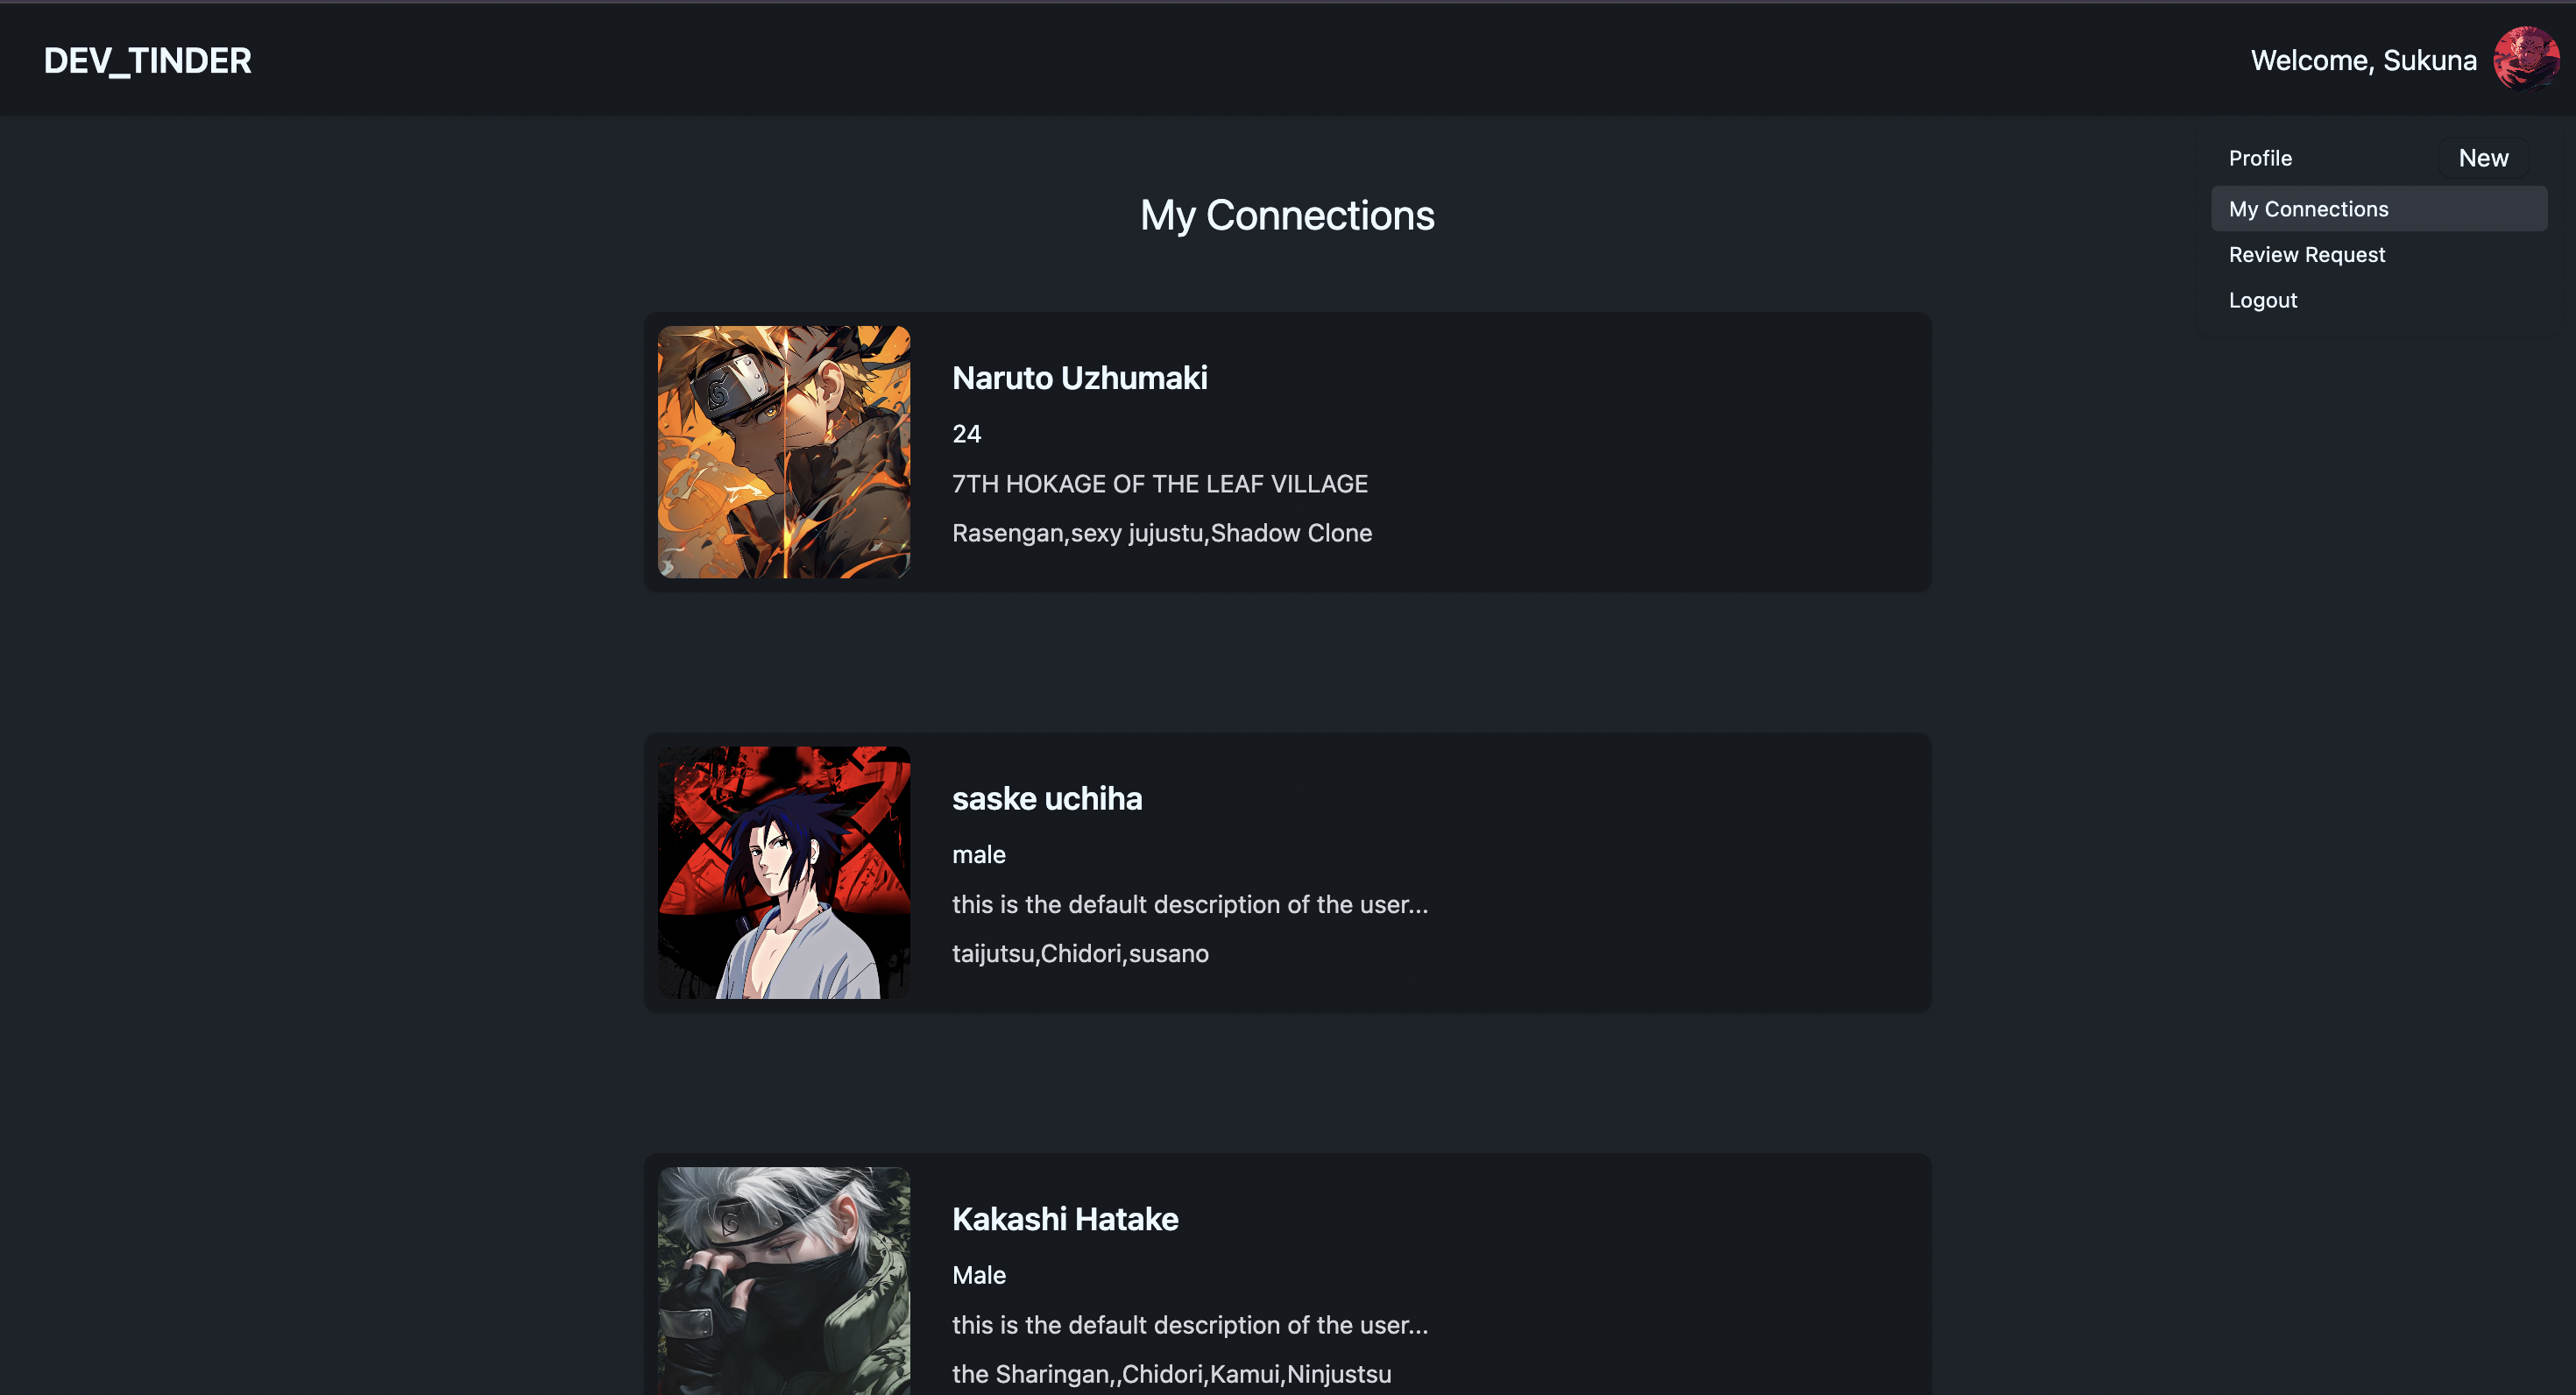 DEV_TINDER
Welcome, Sukuna
Profile
New
My Connections
Review Request
Logout
My Connections
Naruto Uzhumaki
24
7TH HOKAGE OF THE LEAF VILLAGE
Rasengan,sexy jujustu,Shadow Clone
saske uchiha
male
this is the default description of the user...
taijutsu,Chidori,susano
Kakashi Hatake
Male
this is the default description of the user...
the Sharingan,,Chidori,Kamui,Ninjustsu